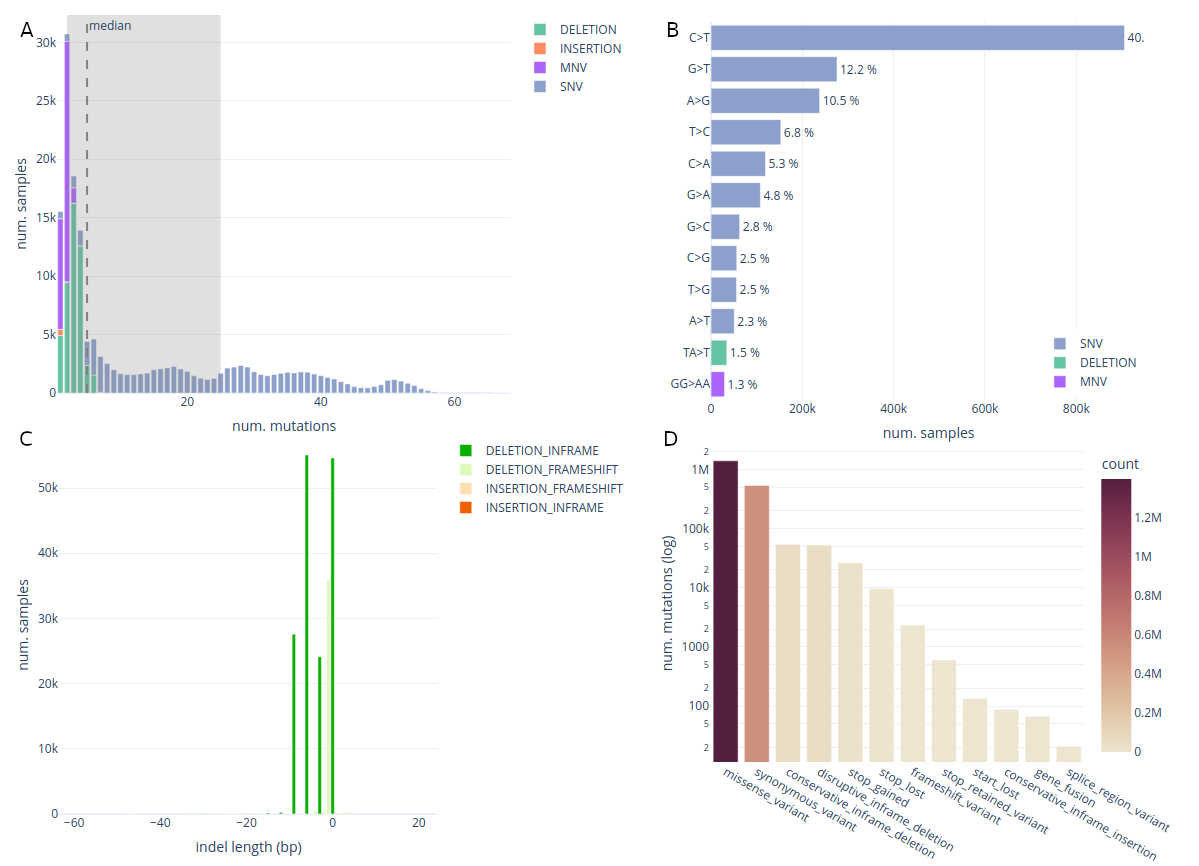 A
median
30k
25k
20k
15k
10k
5k
0
20
40
60
num. samples
num. mutations
DELETION
INSERTION
MNV
SNV
B
C>T
40.
G>T
12.2 %
A>G
10.5 %
T>C
6.8 %
C>A
5.3 %
G>A
4.8 %
G>C
2.8 %
C>G
2.5 %
T>G
2.5 %
A>T
2.3 %
TA>T
1.5 %
GG>AA
1.3 %
0
200k
400k
600k
800k
num. samples
SNV
DELETION
MNV
C
50k
40k
30k
20k
10k
0
−60
−40
−20
0
20
num. samples
indel length (bp)
DELETION_INFRAME
DELETION_FRAMESHIFT
INSERTION_FRAMESHIFT
INSERTION_INFRAME
D
2
1M
5
2
100k
5
2
10k
5
2
1000
5
2
100
5
2
num. mutations (log)
missense_variant
synonymous_variant
conservative_inframe_deletion
disruptive_inframe_deletion
stop_gained
stop_lost
frameshift_variant
stop_retained_variant
start_lost
conservative_inframe_insertion
gene_fusion
splice_region_variant
count
1.2M
1M
0.8M
0.6M
0.4M
0.2M
0